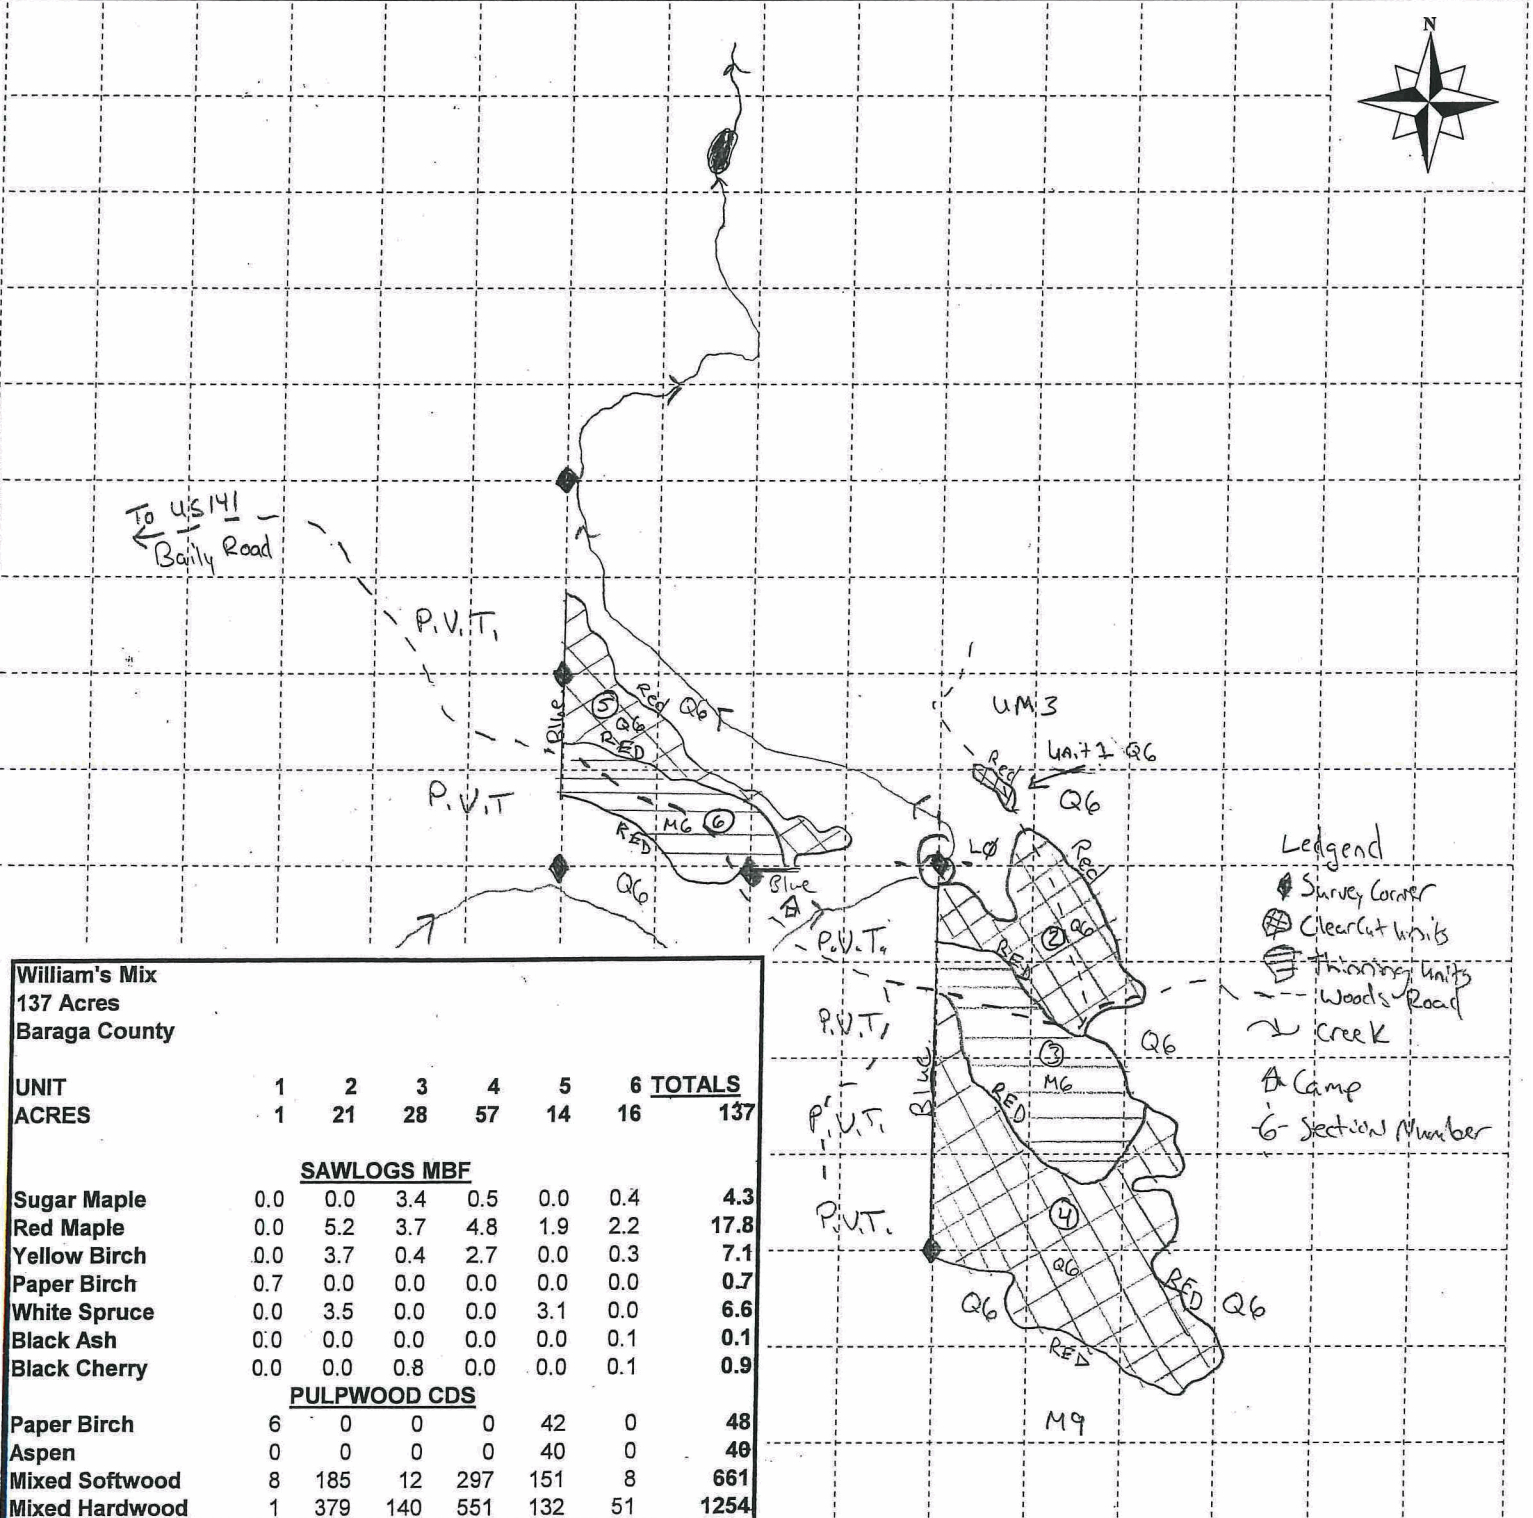 N
To US141
Baily Road
P.V.T.
UM3
Blue
5
Red
Q6
Q6
RED
Unit 1 Q6
Red
Q6
P.V.T
M6
6
RED
Q6
Blue
LØ
Red
P.V.T.
2
Q6
RED
P.V.T.
Blue
3
M6
RED
Q6
P.V.T.
P.V.T.
4
Q6
Q6
RED
Q6
RED
M9
Ledgend
Survey Corner
Clearcut Units
Thinning Units
Woods Road
Creek
Camp
-6- Section Number
William's Mix
137 Acres
Baraga County
UNIT 1 2 3 4 5 6 TOTALS
ACRES 1 21 28 57 14 16 137
SAWLOGS MBF
Sugar Maple 0.0 0.0 3.4 0.5 0.0 0.4 4.3
Red Maple 0.0 5.2 3.7 4.8 1.9 2.2 17.8
Yellow Birch 0.0 3.7 0.4 2.7 0.0 0.3 7.1
Paper Birch 0.7 0.0 0.0 0.0 0.0 0.0 0.7
White Spruce 0.0 3.5 0.0 0.0 3.1 0.0 6.6
Black Ash 0.0 0.0 0.0 0.0 0.0 0.1 0.1
Black Cherry 0.0 0.0 0.8 0.0 0.0 0.1 0.9
PULPWOOD CDS
Paper Birch 6 0 0 0 42 0 48
Aspen 0 0 0 0 40 0 40
Mixed Softwood 8 185 12 297 151 8 661
Mixed Hardwood 1 379 140 551 132 51 1254